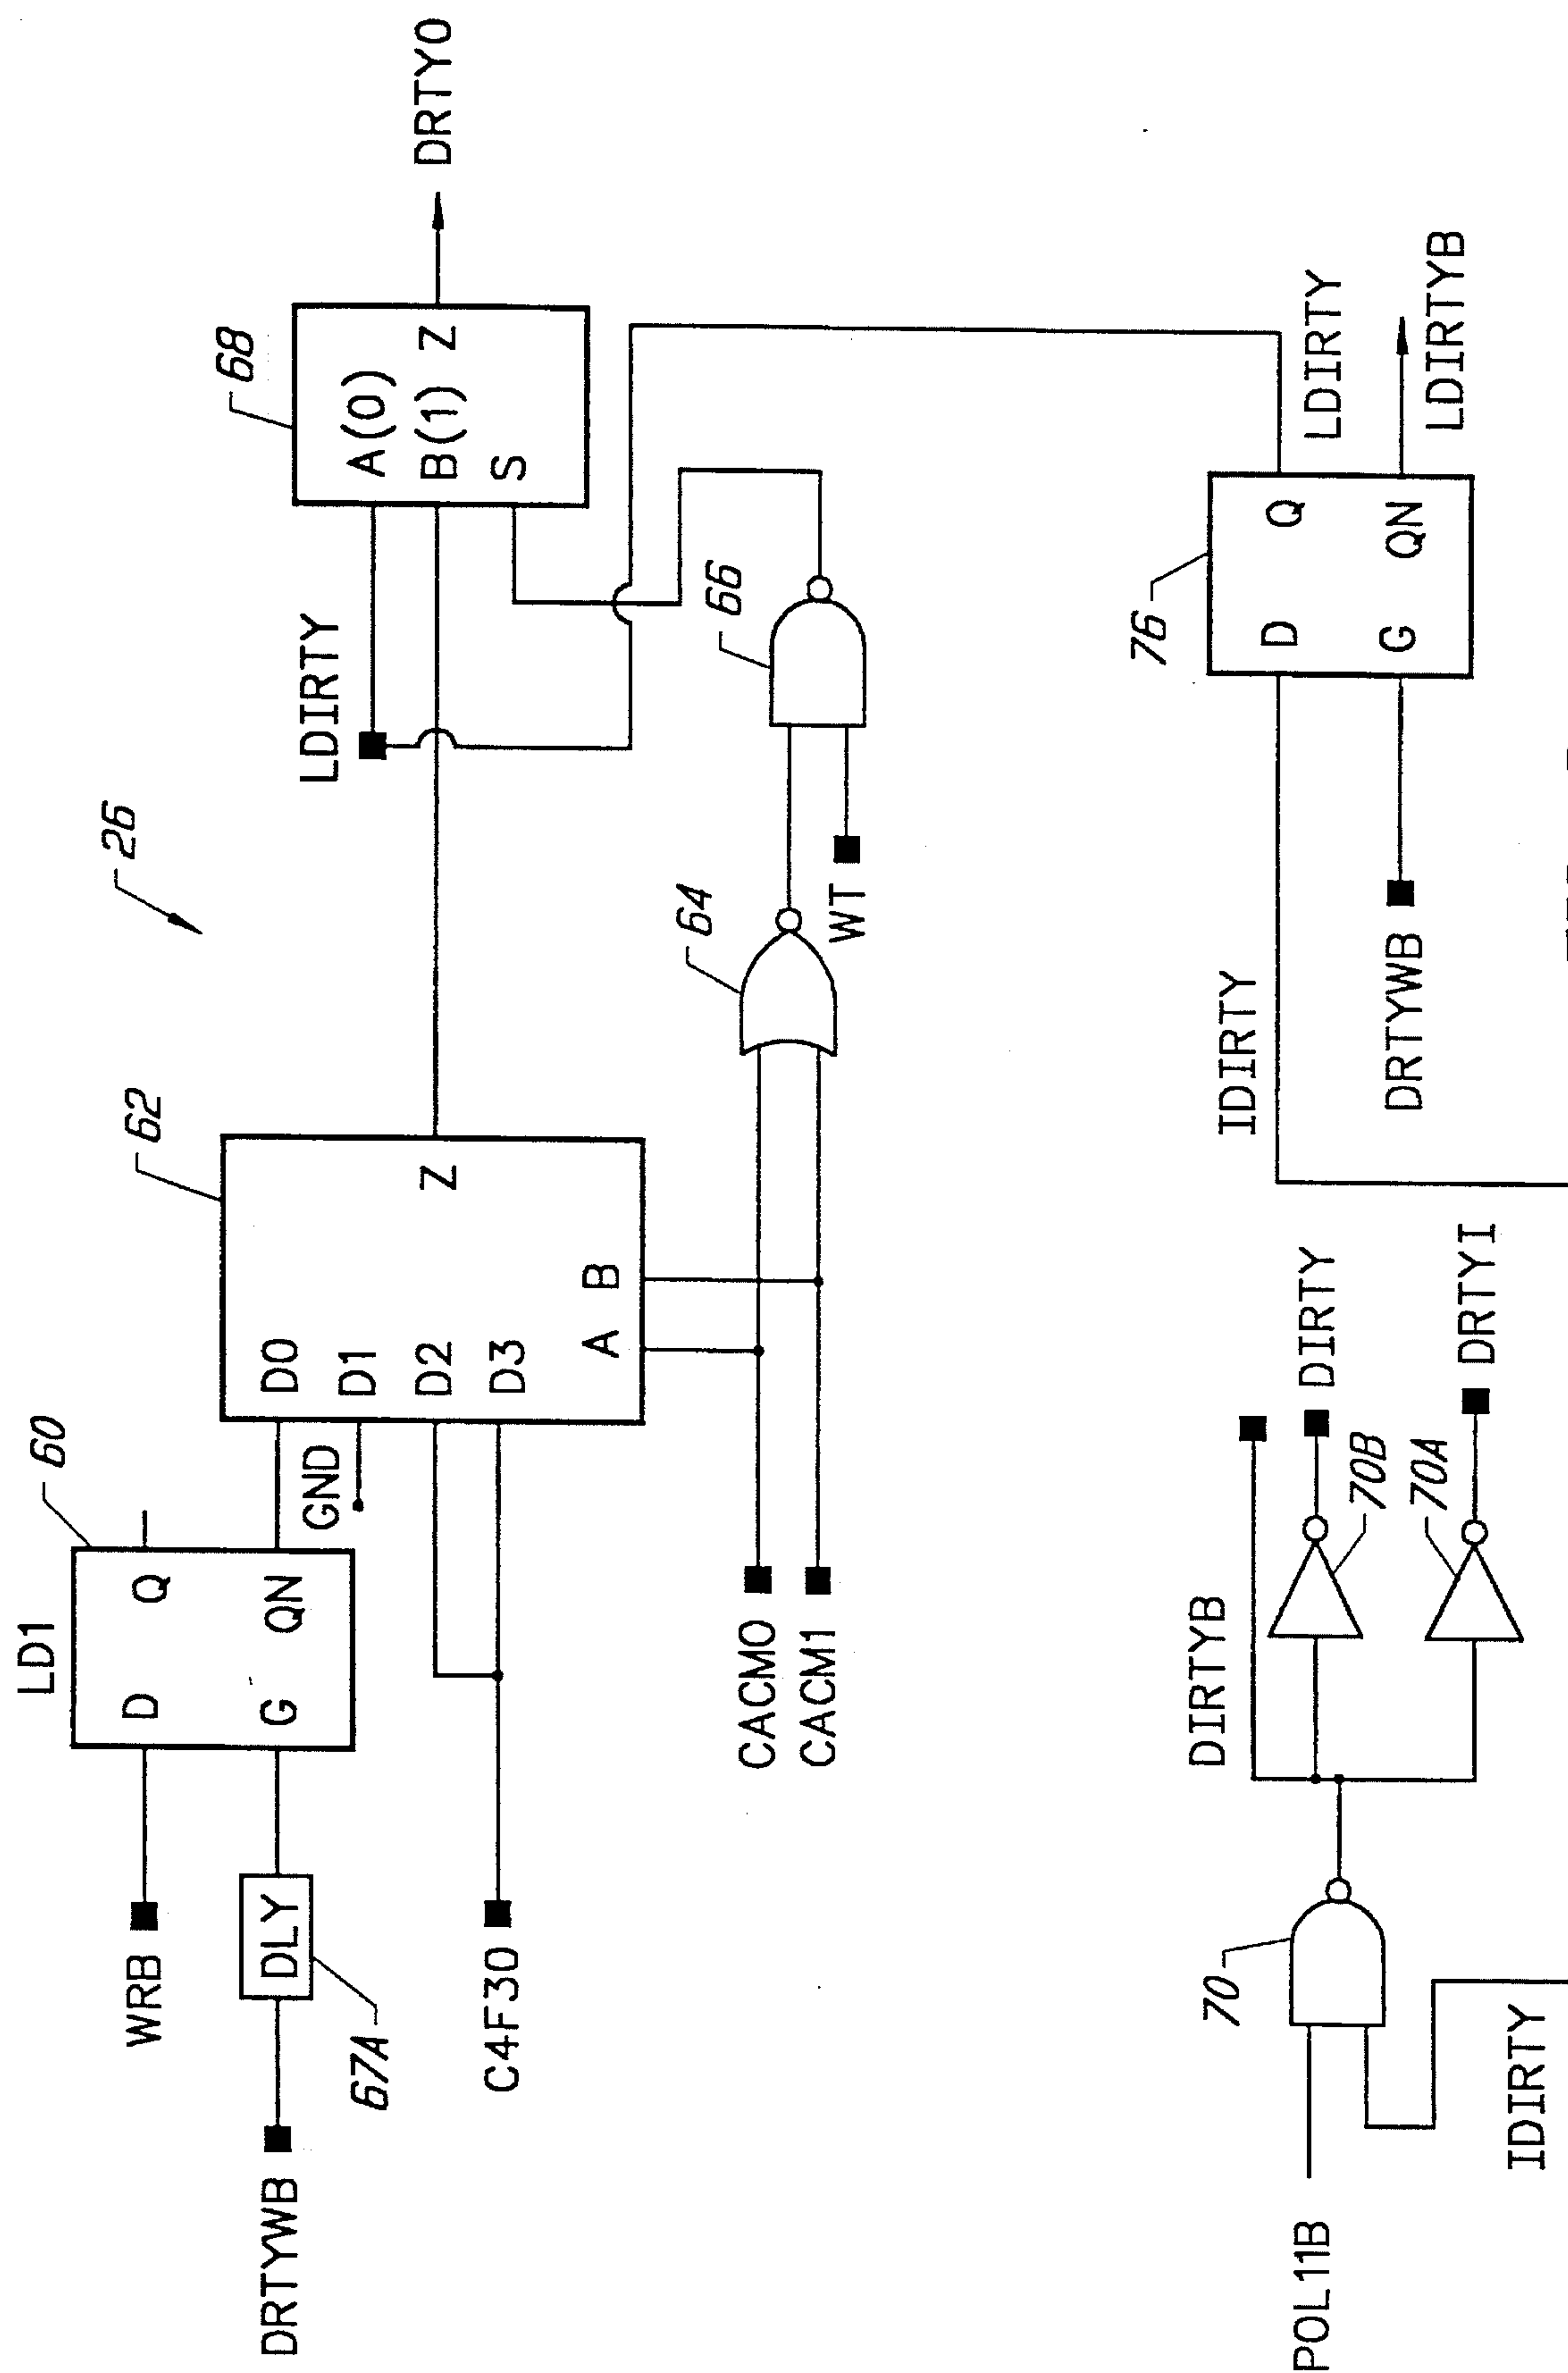 26
LD1
60
WRB
D
Q
G
QN
DRTYWB
DLY
67A
GND
C4F30
62
D0
D1
D2
D3
Z
A
B
CACM0
CACM1
64
WT
66
LDIRTY
68
A(0)
B(1)
S
Z
DRTYO
POL11B
IDIRTY
70
DIRTYB
70B
DIRTY
70A
DRTYI
IDIRTY
DRTYWB
76
D
Q
G
QN
LDIRTY
LDIRTYB